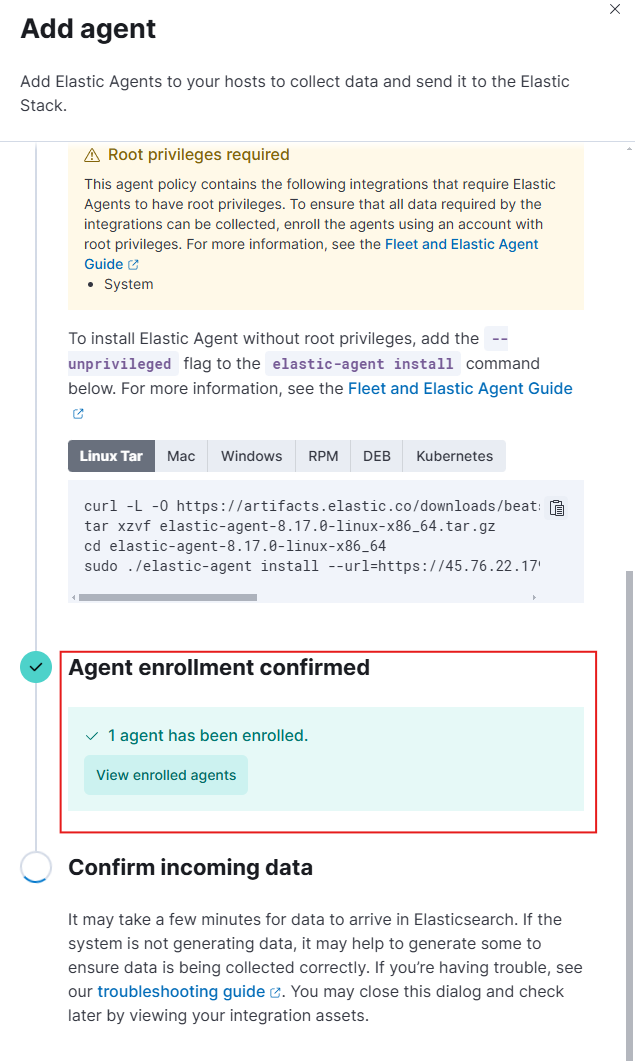 Add agent
Add Elastic Agents to your hosts to collect data and send it to the Elastic
Stack.
Root privileges required
This agent policy contains the following integrations that require Elastic
Agents to have root privileges. To ensure that all data required by the
integrations can be collected, enroll the agents using an account with
root privileges. For more information, see the Fleet and Elastic Agent
Guide
• System
To install Elastic Agent without root privileges, add the --
unprivileged flag to the elastic-agent install command
below. For more information, see the Fleet and Elastic Agent Guide
Linux Tar Mac Windows RPM DEB Kubernetes
curl -L -O https://artifacts.elastic.co/downloads/beats
tar xzvf elastic-agent-8.17.0-linux-x86_64.tar.gz
cd elastic-agent-8.17.0-linux-x86_64
sudo ./elastic-agent install --url=https://45.76.22.179
Agent enrollment confirmed
1 agent has been enrolled.
View enrolled agents
Confirm incoming data
It may take a few minutes for data to arrive in Elasticsearch. If the
system is not generating data, it may help to generate some to
ensure data is being collected correctly. If you’re having trouble, see
our troubleshooting guide. You may close this dialog and check
later by viewing your integration assets.